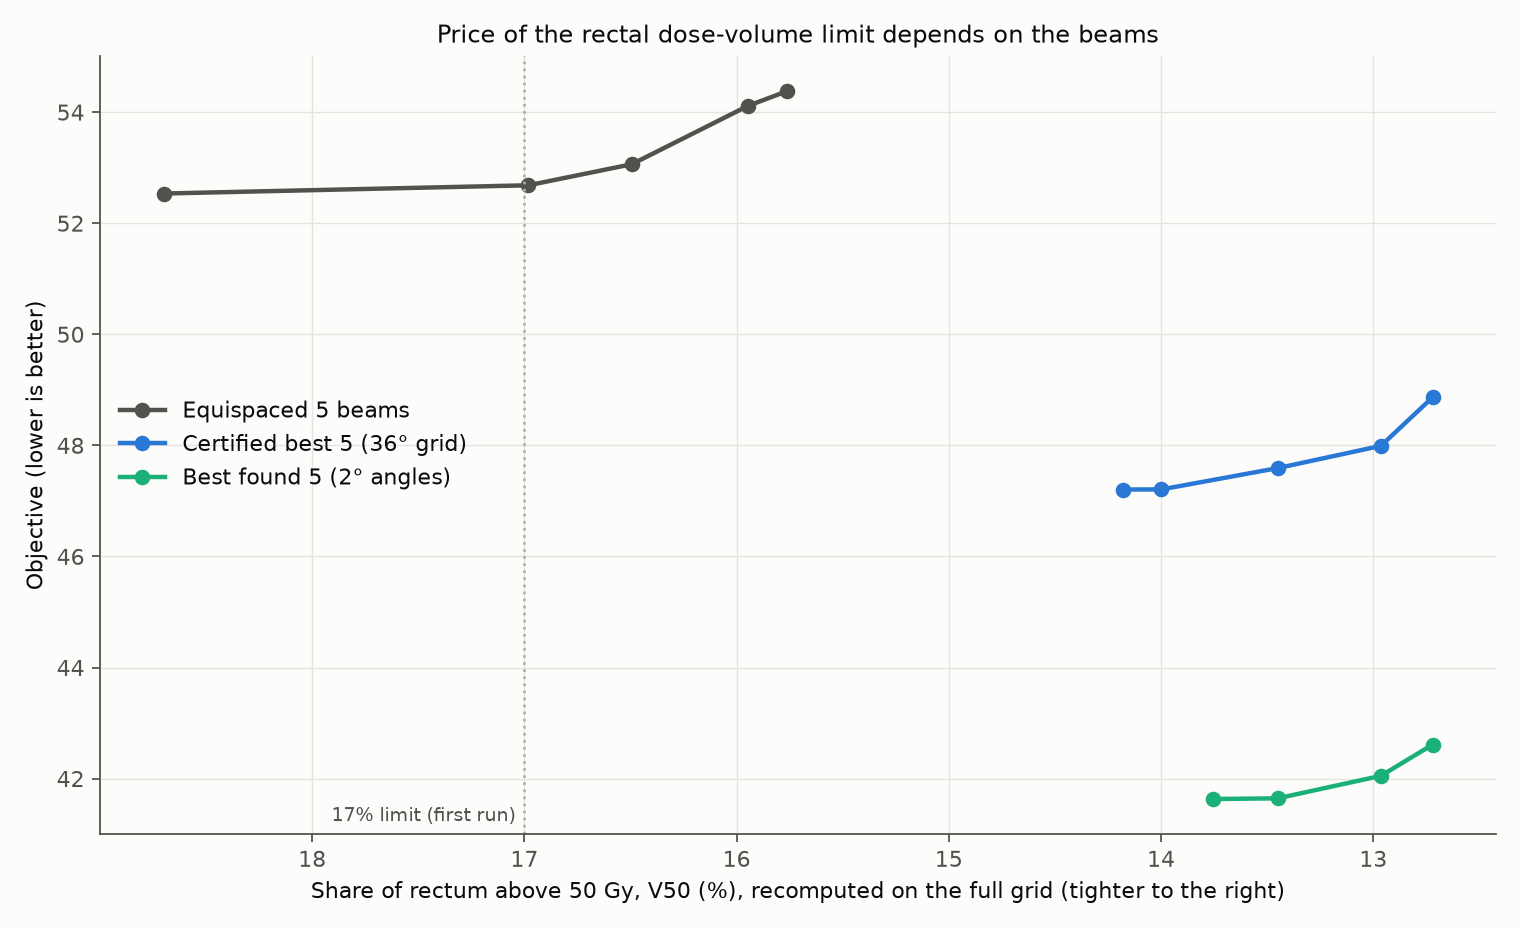 Price of the rectal dose-volume limit depends on the beams
Objective (lower is better)
54
52
50
48
46
44
42
Equispaced 5 beams
Certified best 5 (36° grid)
Best found 5 (2° angles)
17% limit (first run)
18
17
16
15
14
13
Share of rectum above 50 Gy, V50 (%), recomputed on the full grid (tighter to the right)